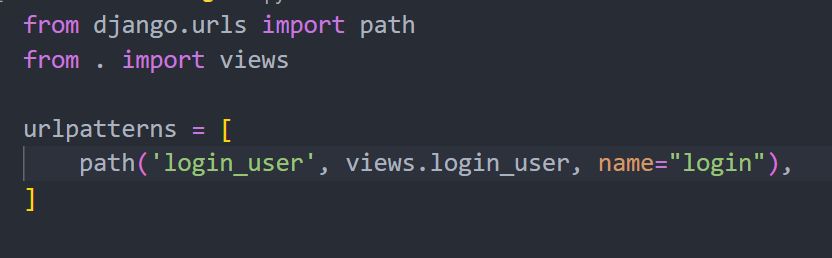 from django.urls import path
from . import views
urlpatterns = [
    path('login_user', views.login_user, name="login"),
]